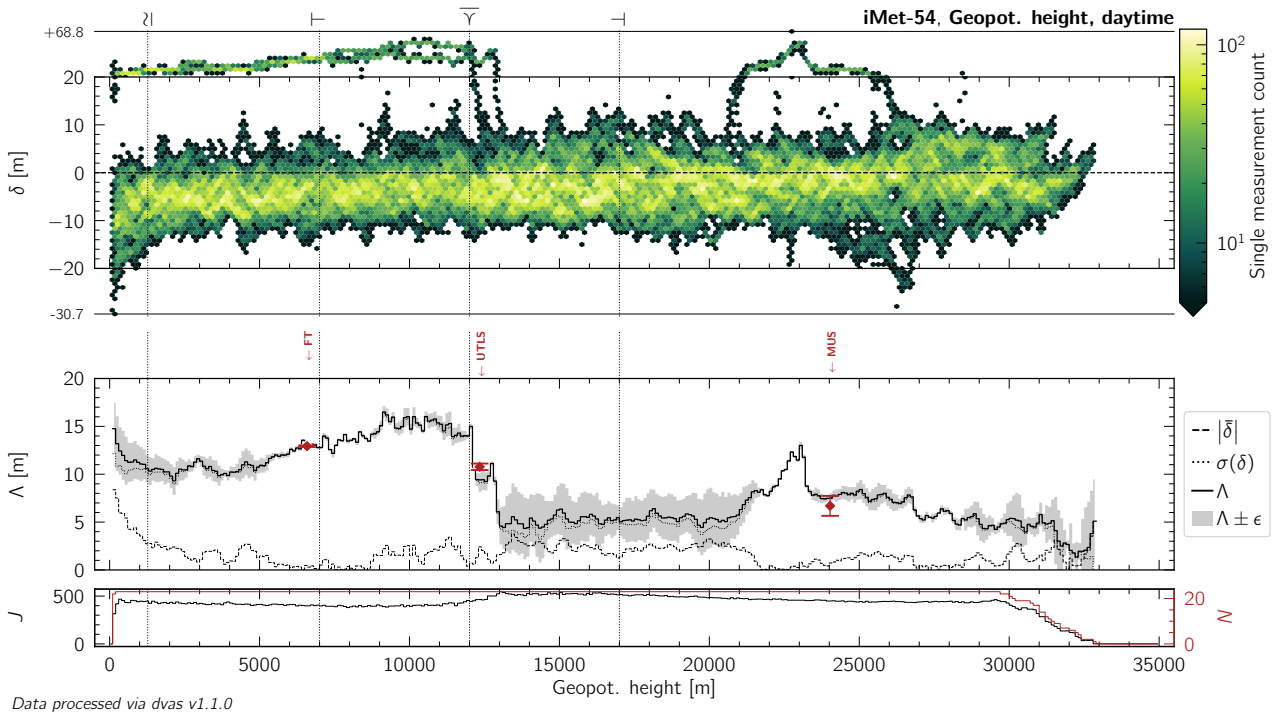 iMet-54, Geopot. height, daytime
+68.8
20
10
0
−10
−20
-30.7
δ [m]
10²
10¹
Single measurement count
← FT
← UTLS
← MUS
20
15
10
5
0
Λ [m]
|δ̄|
σ(δ)
Λ
Λ ± ϵ
500
0
J
20
0
N
0 5000 10000 15000 20000 25000 30000 35000
Geopot. height [m]
Data processed via dvas v1.1.0